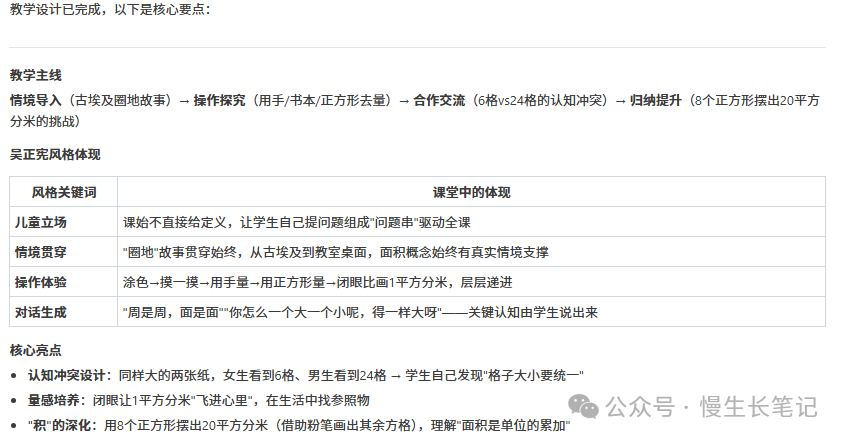 教学设计已完成，以下是核心要点：
教学主线
情境导入（古埃及圈地故事）→ 操作探究（用手/书本/正方形去量）→ 合作交流（6格vs24格的认知冲突）→ 归纳提升（8个正方形摆出20平方
分米的挑战）
吴正宪风格体现
风格关键词 课堂中的体现
儿童立场 课始不直接给定义，让学生自己提问题组成"问题串"驱动全课
情境贯穿 "圈地"故事贯穿始终，从古埃及到教室桌面，面积概念始终有真实情境支撑
操作体验 涂色→摸一摸→用手量→用正方形量→闭眼比画1平方分米，层层递进
对话生成 "周是周，面是面""你怎么一个大一个小呢，得一样大呀"——关键认知由学生说出来
核心亮点
• 认知冲突设计：同样大的两张纸，女生看到6格、男生看到24格 → 学生自己发现"格子大小要统一"
• 量感培养：闭眼让1平方分米"飞进心里"，在生活中找参照物
• "积"的深化：用8个正方形摆出20平方分米（借助粉笔画出其余方格），理解"面积是单位的累加"
公众号 · 慢生长笔记